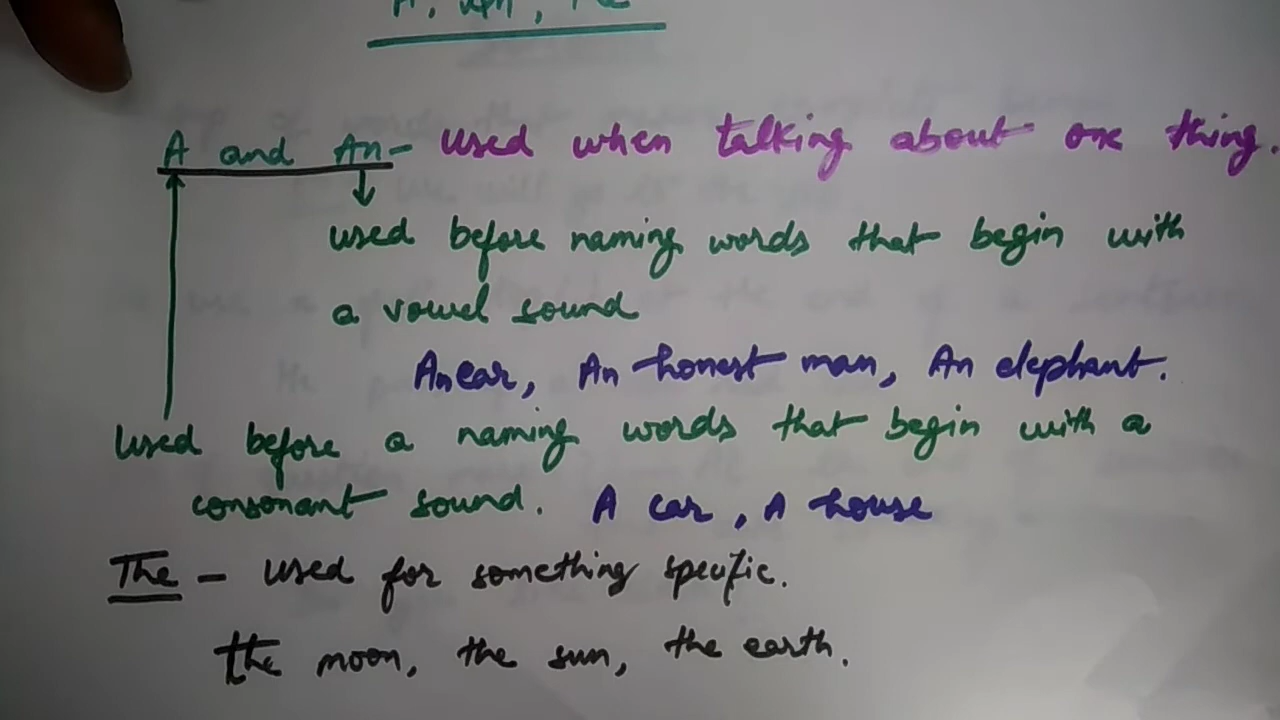 A, An, The
A and An- used when talking about one thing.
used before naming words that begin with
a vowel sound
An ear, An honest man, An elephant.
used before a naming words that begin with a
consonant sound. A car, A house
The - used for something specific.
the moon, the sun, the earth.